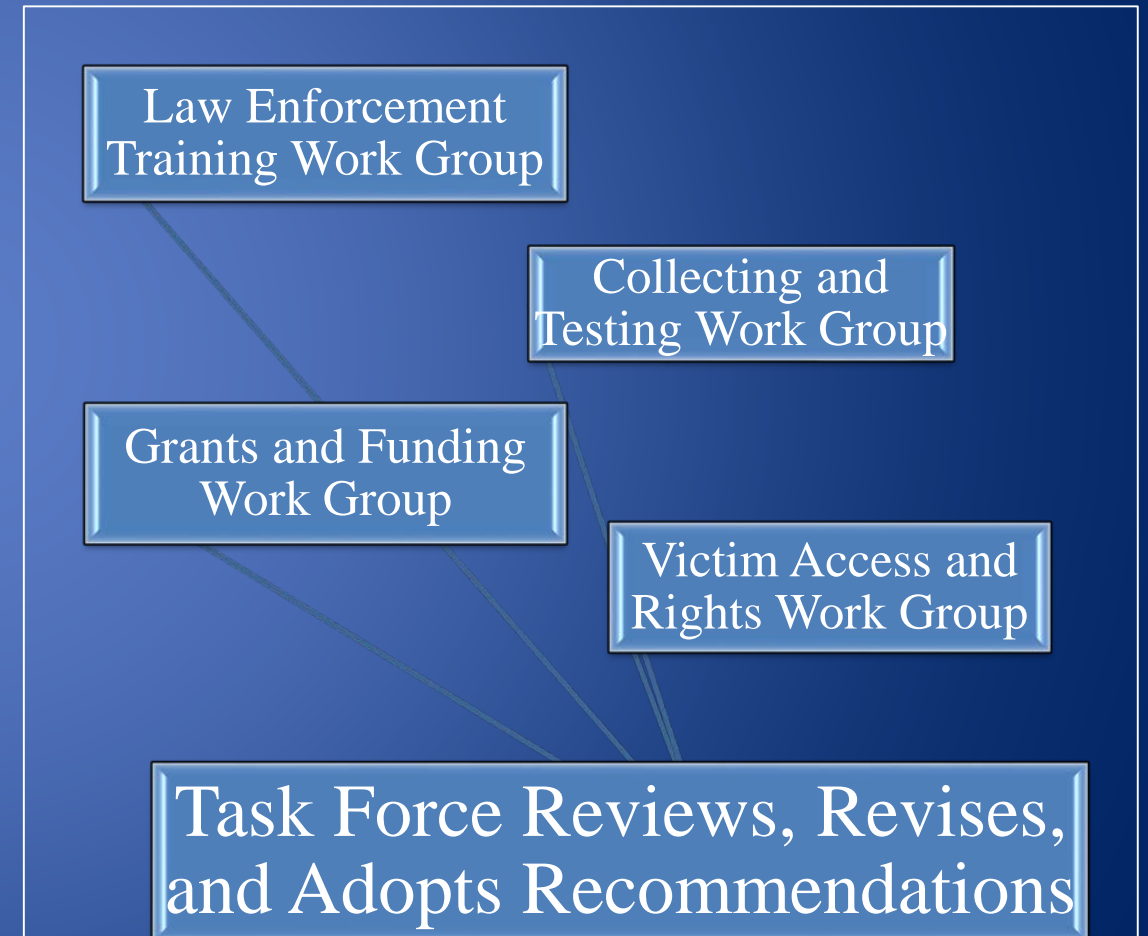 Law Enforcement
Training Work Group
Collecting and
Testing Work Group
Grants and Funding
Work Group
Victim Access and
Rights Work Group
Task Force Reviews, Revises,
and Adopts Recommendations